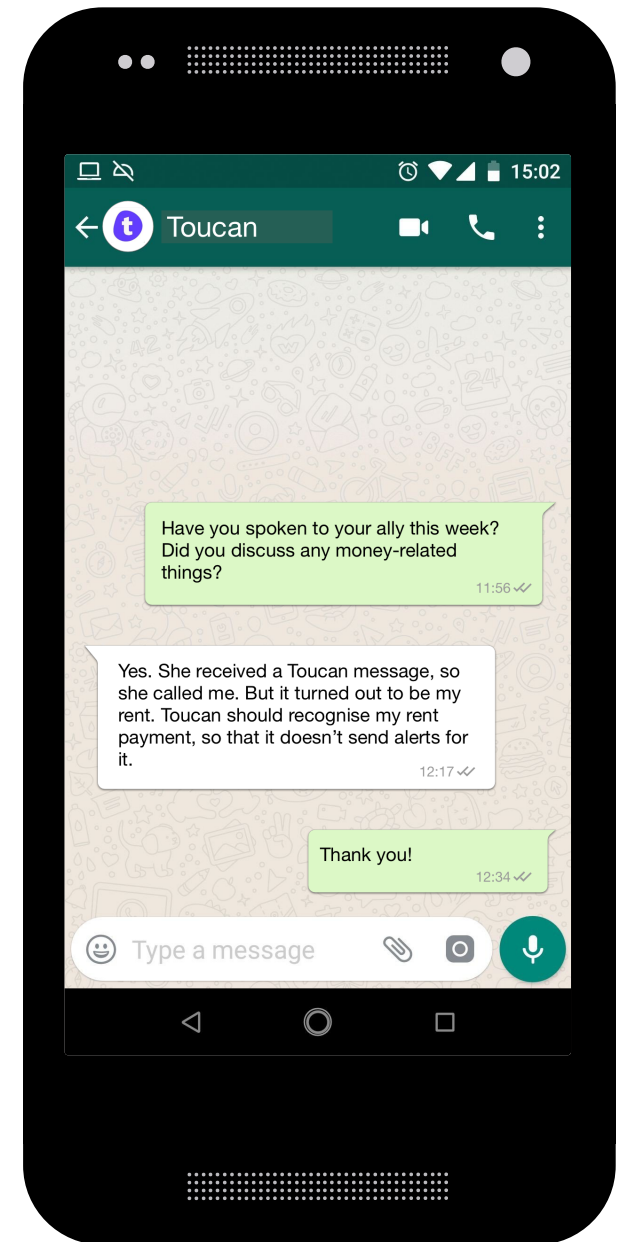 15:02
t Toucan
Have you spoken to your ally this week?
Did you discuss any money-related
things?
11:56
Yes. She received a Toucan message, so
she called me. But it turned out to be my
rent. Toucan should recognise my rent
payment, so that it doesn’t send alerts for
it.
12:17
Thank you!
12:34
Type a message